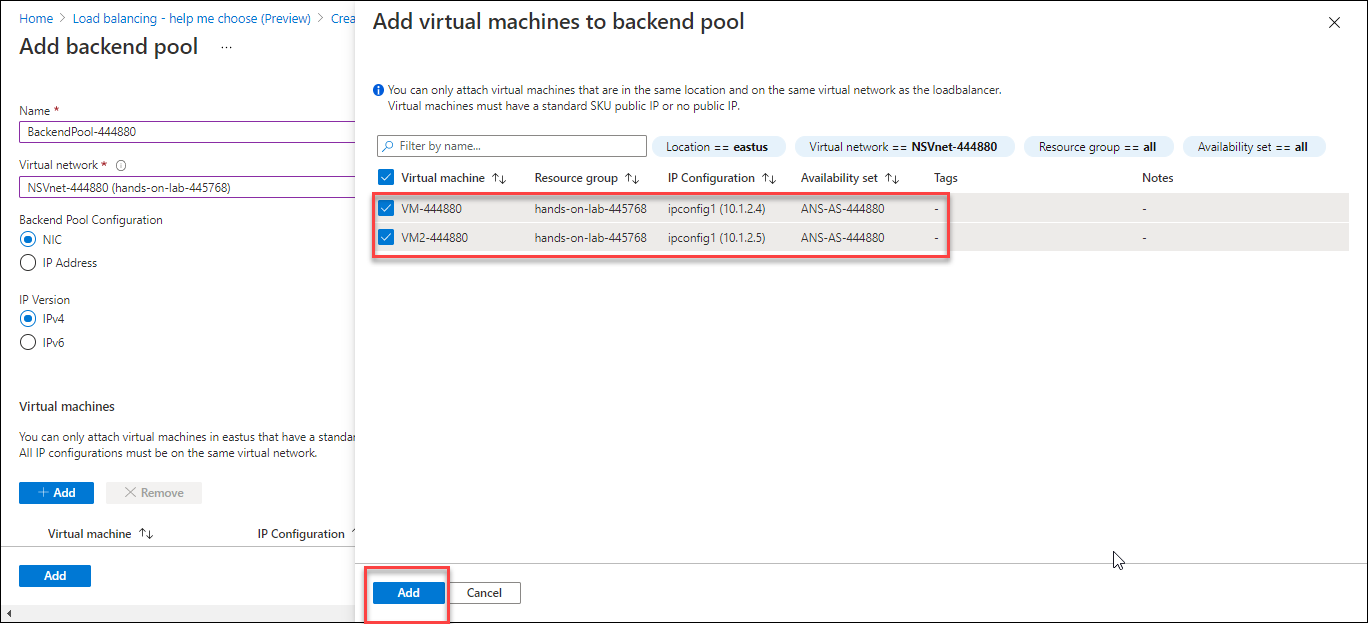 Home > Load balancing - help me choose (Preview) > Crea
Add backend pool ...
Name *
BackendPool-444880
Virtual network *
NSVnet-444880 (hands-on-lab-445768)
Backend Pool Configuration
NIC
IP Address
IP Version
IPv4
IPv6
Virtual machines
You can only attach virtual machines in eastus that have a standar
All IP configurations must be on the same virtual network.
+ Add
Remove
Virtual machine ↑↓ IP Configuration
Add
Add virtual machines to backend pool
You can only attach virtual machines that are in the same location and on the same virtual network as the loadbalancer.
Virtual machines must have a standard SKU public IP or no public IP.
Filter by name...
Location == eastus
Virtual network == NSVnet-444880
Resource group == all
Availability set == all
Virtual machine ↑↓ Resource group ↑↓ IP Configuration ↑↓ Availability set ↑↓ Tags Notes
VM-444880 hands-on-lab-445768 ipconfig1 (10.1.2.4) ANS-AS-444880 - -
VM2-444880 hands-on-lab-445768 ipconfig1 (10.1.2.5) ANS-AS-444880 - -
Add
Cancel